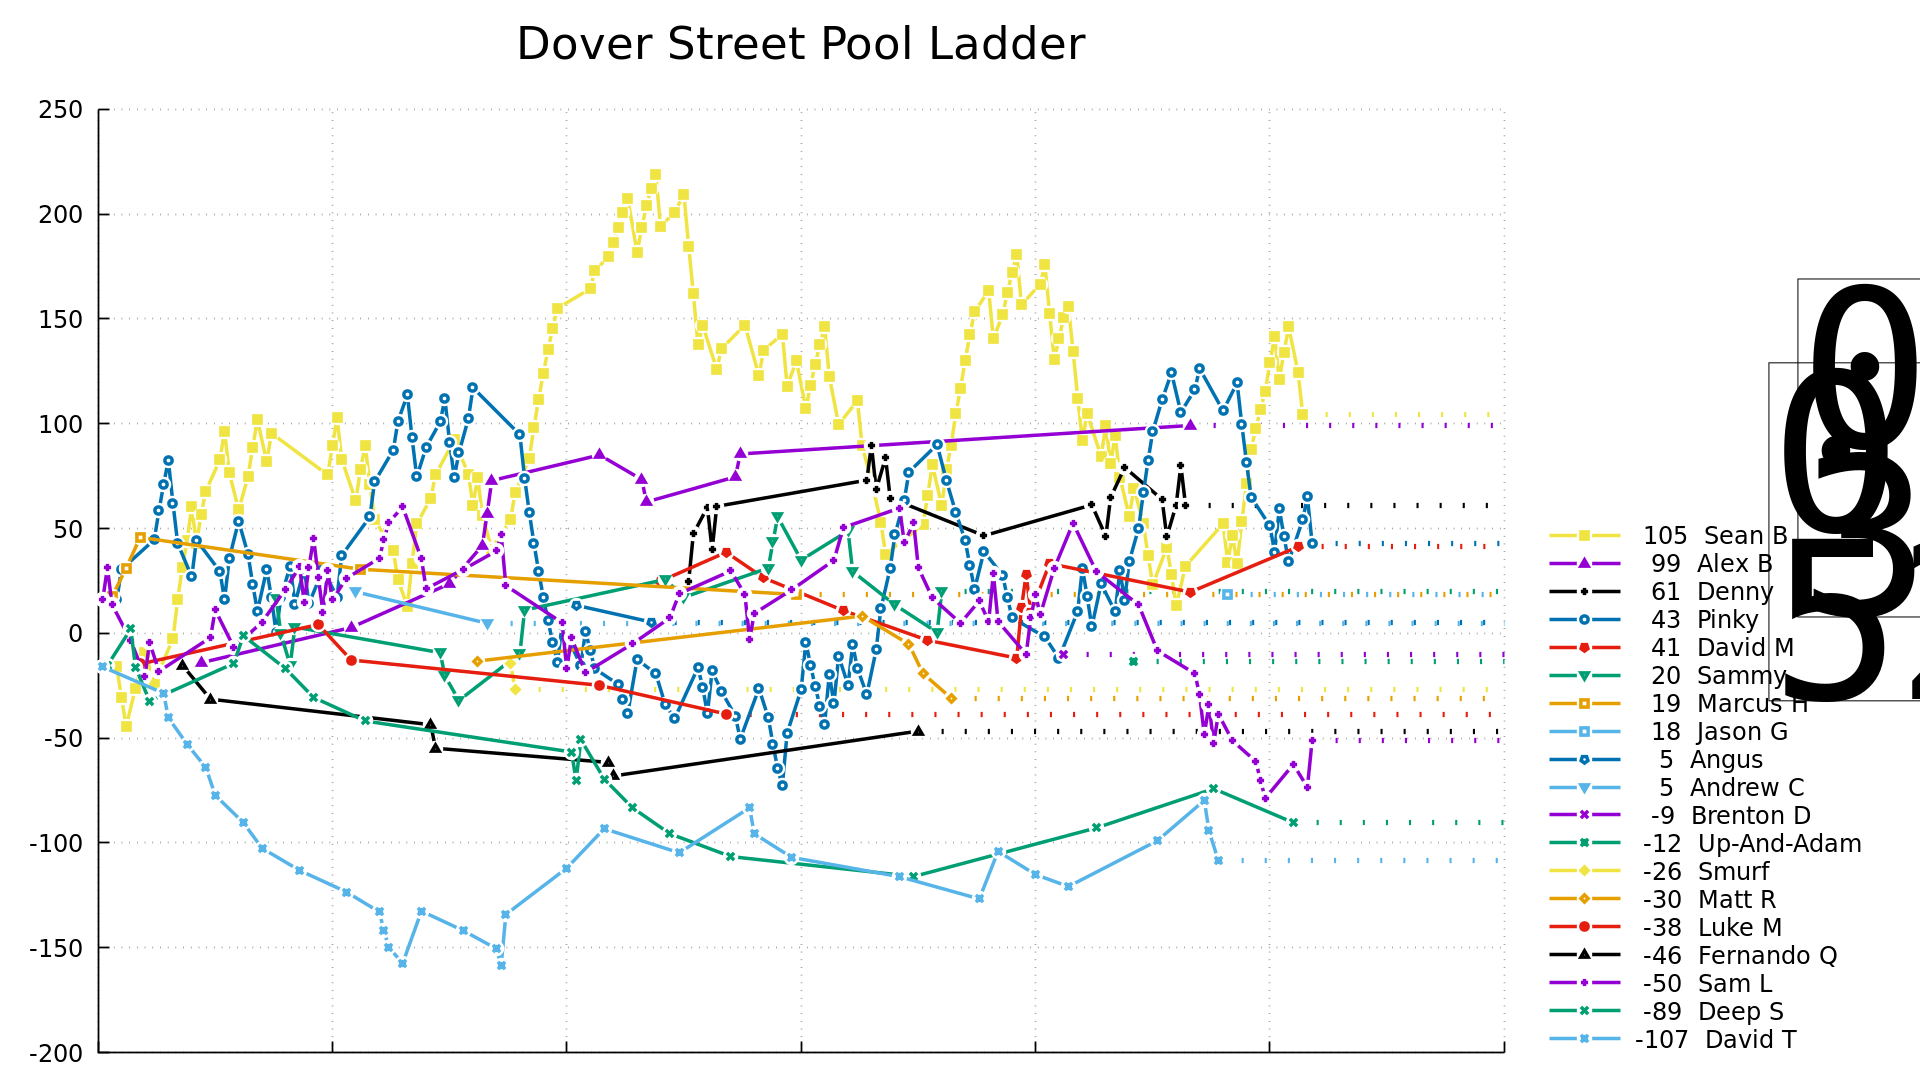 Dover Street Pool Ladder
250
200
150
100
50
0
-50
-100
-150
-200
105 Sean B
99 Alex B
61 Denny
43 Pinky
41 David M
20 Sammy
19 Marcus H
18 Jason G
5 Angus
5 Andrew C
-9 Brenton D
-12 Up-And-Adam
-26 Smurf
-30 Matt R
-38 Luke M
-46 Fernando Q
-50 Sam L
-89 Deep S
-107 David T